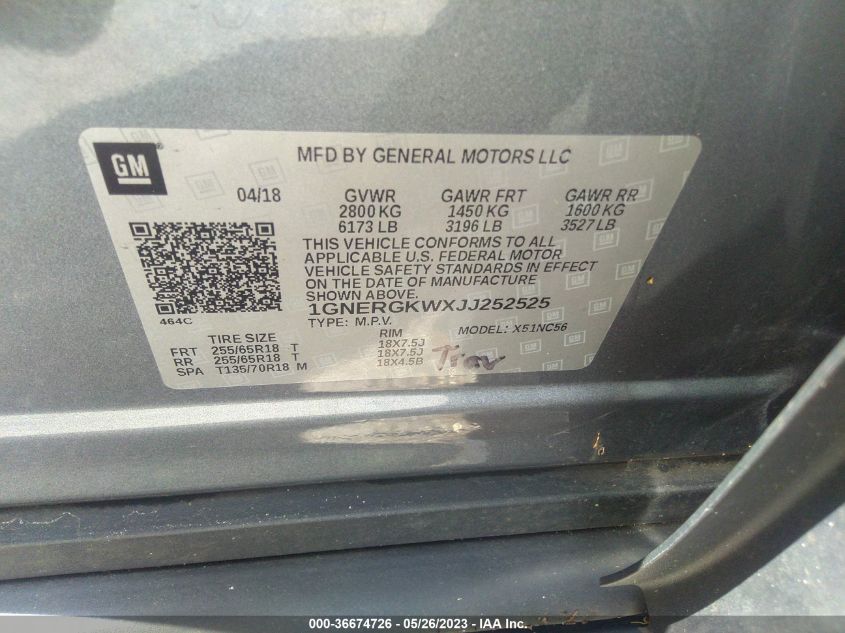 GM
MFD BY GENERAL MOTORS LLC
04/18 GVWR GAWR FRT GAWR RR
2800 KG 1450 KG 1600 KG
6173 LB 3196 LB 3527 LB
THIS VEHICLE CONFORMS TO ALL
APPLICABLE U.S. FEDERAL MOTOR
VEHICLE SAFETY STANDARDS IN EFFECT
ON THE DATE OF MANUFACTURE
SHOWN ABOVE.
1GNERGKWXJJ252525
464C
TYPE: M.P.V. MODEL: X51NC56
TIRE SIZE RIM
FRT 255/65R18 T 18X7.5J
RR 255/65R18 T 18X7.5J
SPA T135/70R18 M 18X4.5B
000-36674726 - 05/26/2023 - IAA Inc.